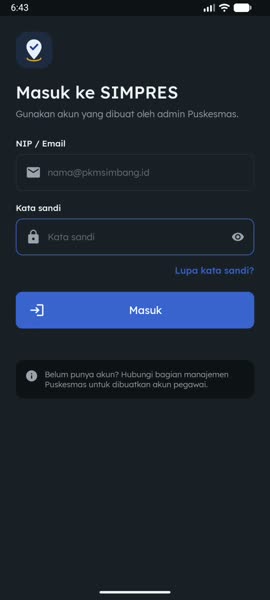 6:43
Masuk ke SIMPRES
Gunakan akun yang dibuat oleh admin Puskesmas.
NIP / Email
nama@pkmsimbang.id
Kata sandi
Kata sandi
Lupa kata sandi?
Masuk
Belum punya akun? Hubungi bagian manajemen
Puskesmas untuk dibuatkan akun pegawai.